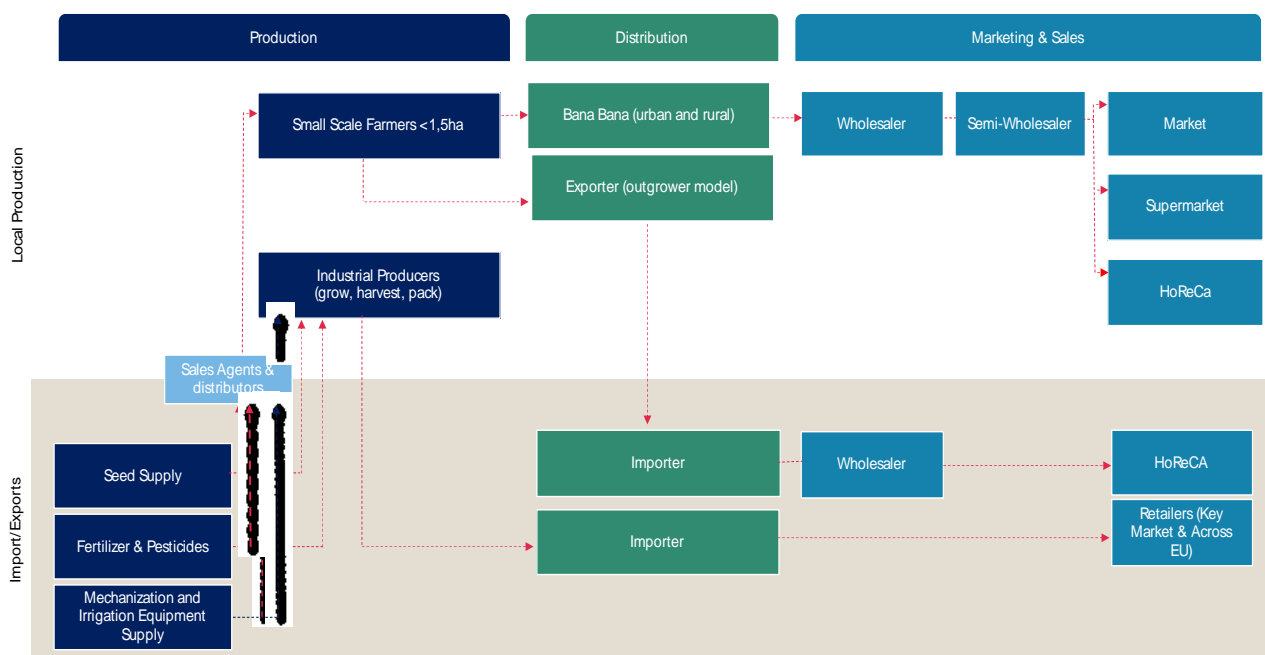 Production
Distribution
Marketing & Sales
Local Production
Small Scale Farmers <1,5ha
Bana Bana (urban and rural)
Wholesaler
Semi-Wholesaler
Market
Exporter (outgrower model)
Supermarket
Industrial Producers
(grow, harvest, pack)
HoReCa
Sales Agents &
distributors
Import/Exports
Seed Supply
Importer
Wholesaler
HoReCA
Fertilizer & Pesticides
Importer
Retailers (Key
Market & Across
EU)
Mechanization and
Irrigation Equipment
Supply